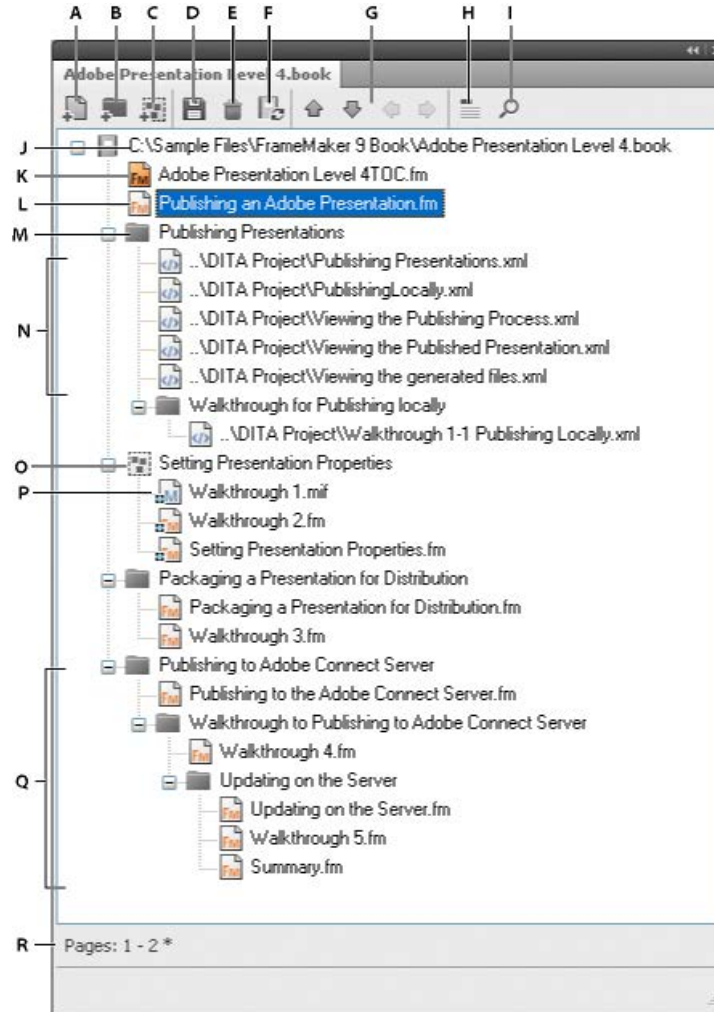 A B C D E F G H I
Adobe Presentation Level 4.book
J C:\Sample Files\FrameMaker 9 Book\Adobe Presentation Level 4.book
K Adobe Presentation Level 4TOC.fm
L Publishing an Adobe Presentation.fm
M Publishing Presentations
..\DITA Project\Publishing Presentations.xml
..\DITA Project\PublishingLocally.xml
N ..\DITA Project\Viewing the Publishing Process.xml
..\DITA Project\Viewing the Published Presentation.xml
..\DITA Project\Viewing the generated files.xml
Walkthrough for Publishing locally
..\DITA Project\Walkthrough 1-1 Publishing Locally.xml
O Setting Presentation Properties
P Walkthrough 1.mif
Walkthrough 2.fm
Setting Presentation Properties.fm
Packaging a Presentation for Distribution
Packaging a Presentation for Distribution.fm
Walkthrough 3.fm
Publishing to Adobe Connect Server
Publishing to the Adobe Connect Server.fm
Walkthrough to Publishing to Adobe Connect Server
Walkthrough 4.fm
Q Updating on the Server
Updating on the Server.fm
Walkthrough 5.fm
Summary.fm
R Pages: 1 - 2 *